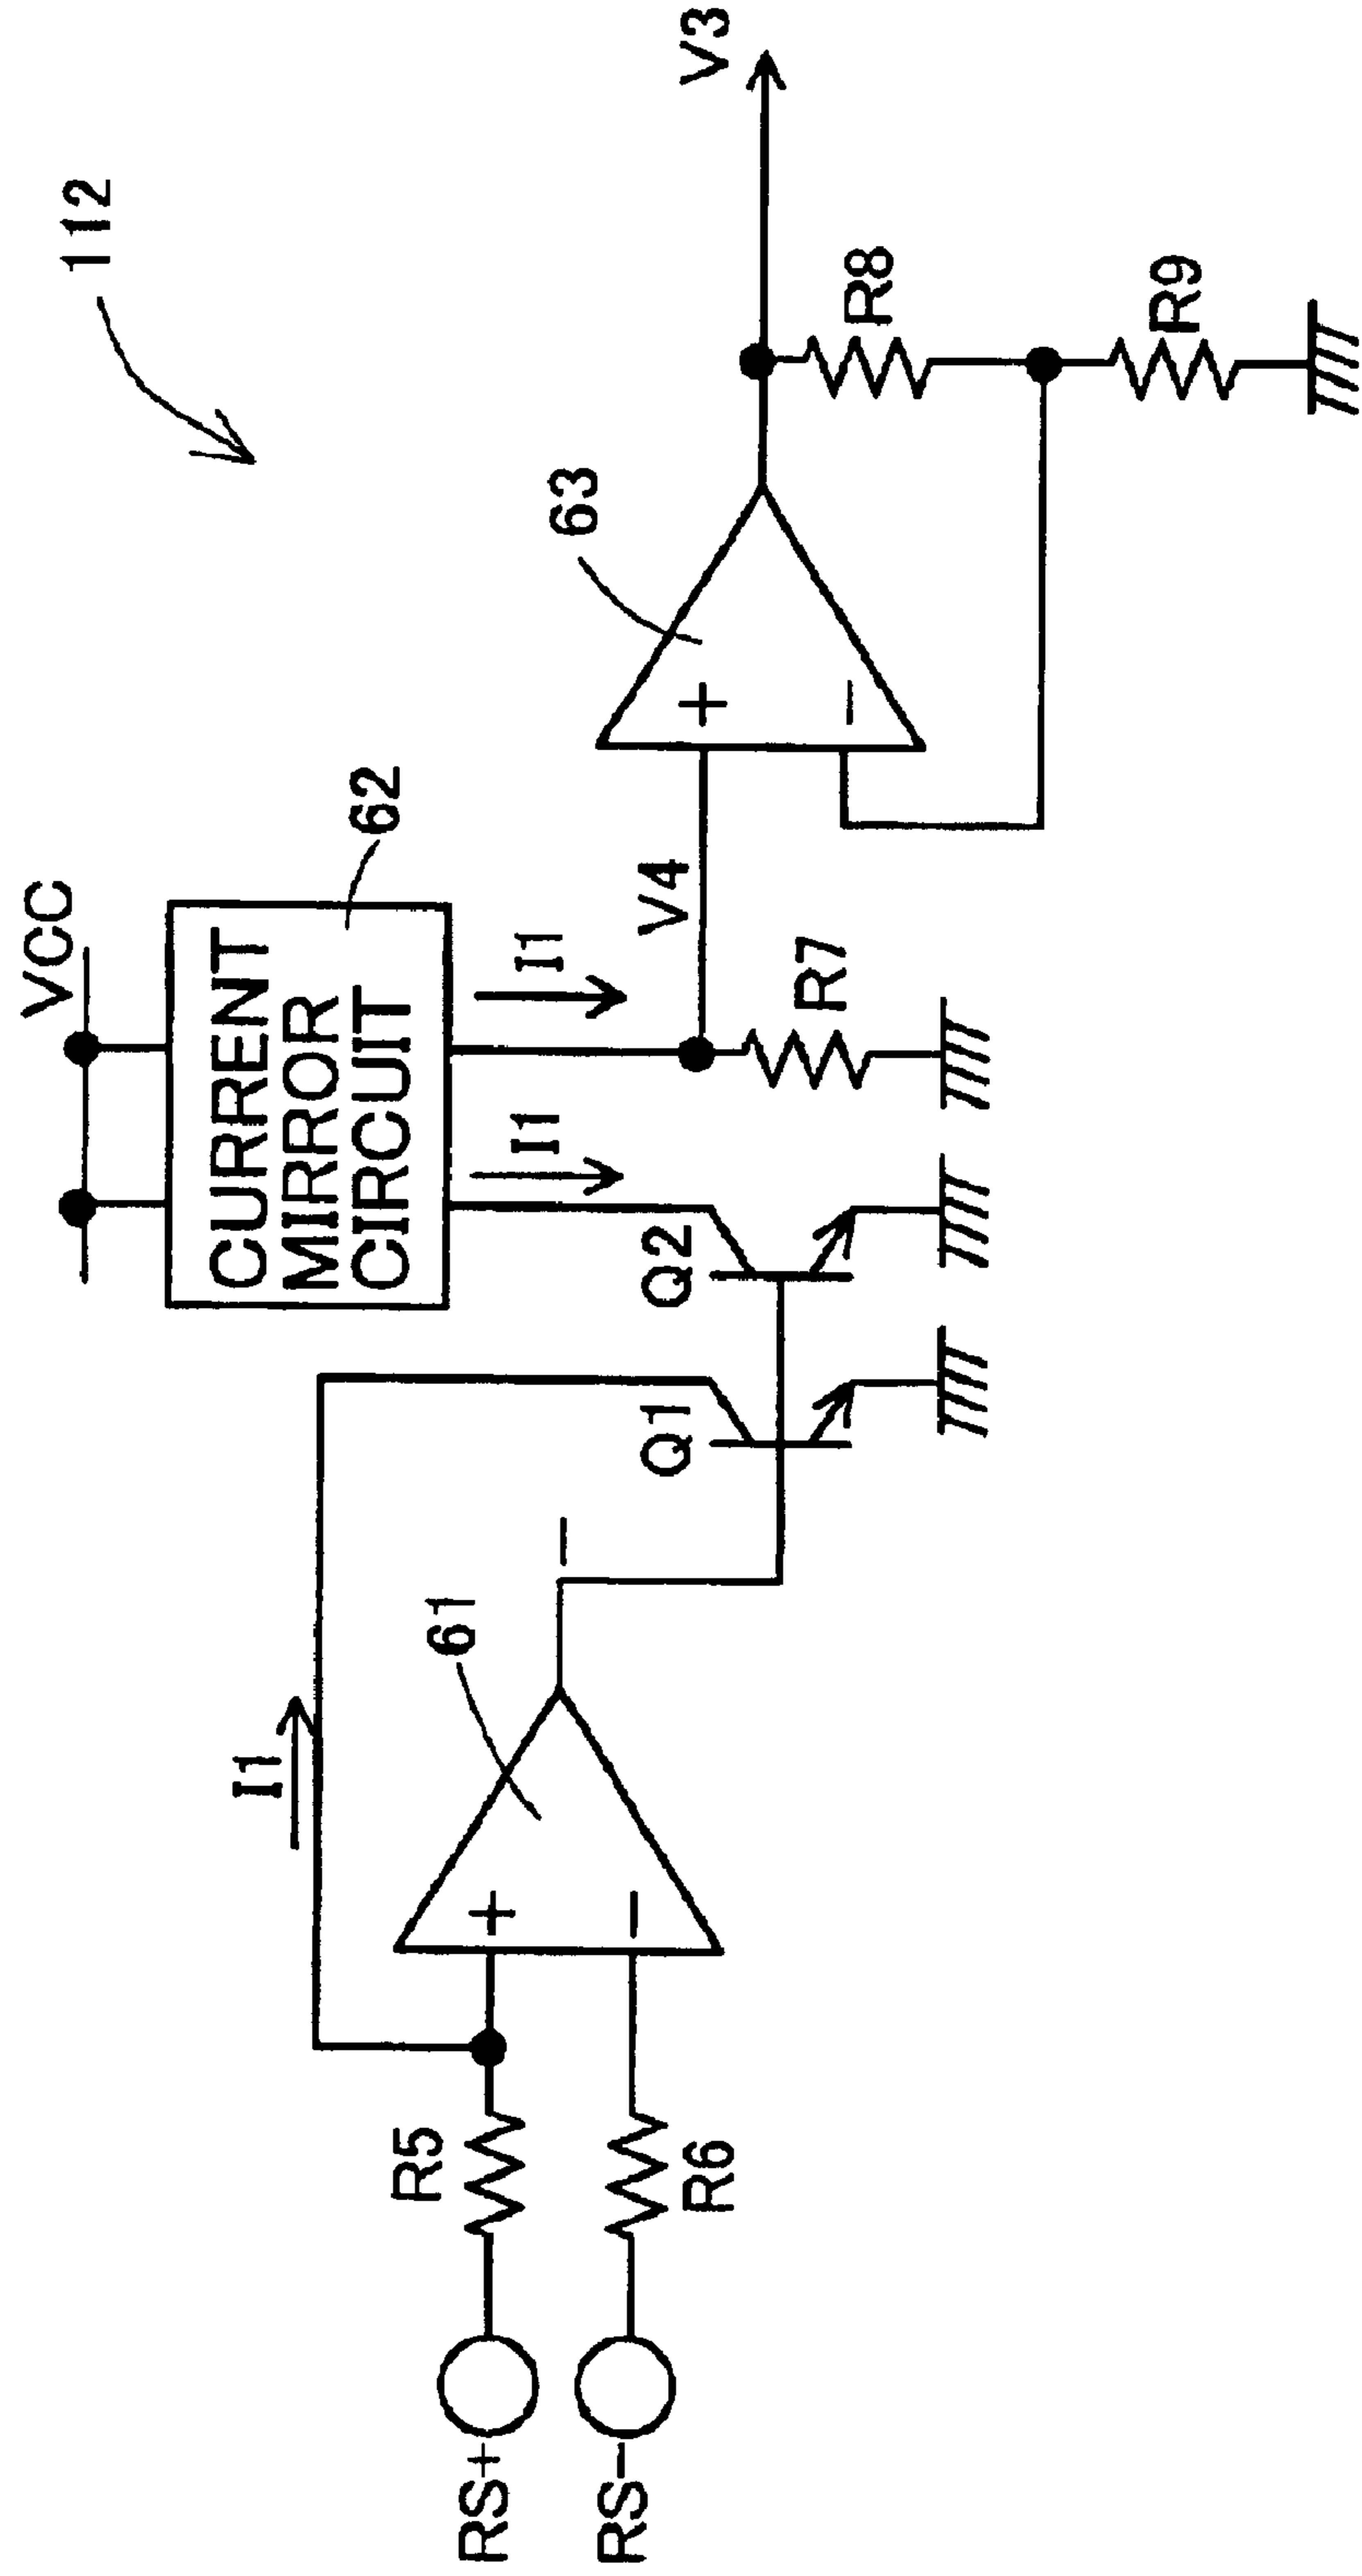 112
VCC
CURRENT
MIRROR
CIRCUIT
62
I1
I1
I1
61
+
−
−
R5
R6
RS+
RS−
Q1
Q2
V4
R7
63
+
−
V3
R8
R9